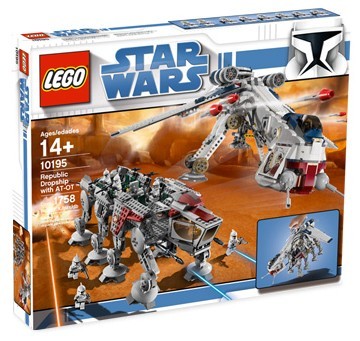 LEGO
STAR
WARS
Ages/edades
14+
10195
Republic
Dropship
with AT-OT
1758